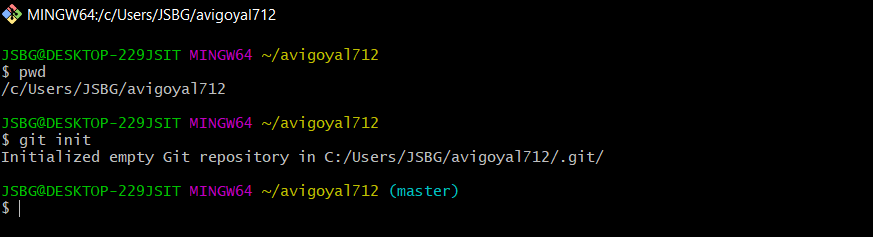 MINGW64:/c/Users/JSBG/avigoyal712
JSBG@DESKTOP-229JSIT MINGW64 ~/avigoyal712
$ pwd
/c/Users/JSBG/avigoyal712
JSBG@DESKTOP-229JSIT MINGW64 ~/avigoyal712
$ git init
Initialized empty Git repository in C:/Users/JSBG/avigoyal712/.git/
JSBG@DESKTOP-229JSIT MINGW64 ~/avigoyal712 (master)
$